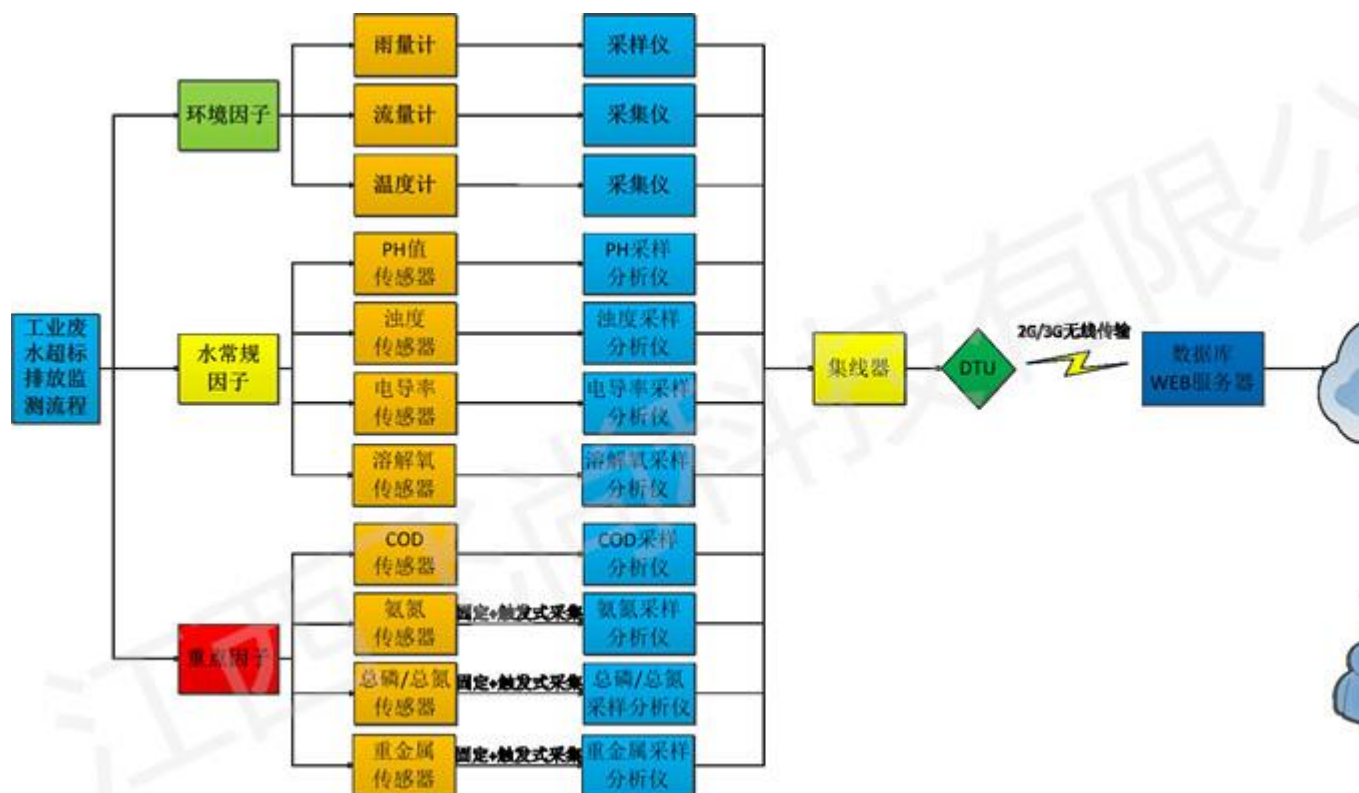 雨量计
采样仪
环境因子
流量计
采集仪
温度计
采集仪
PH值
传感器
PH采样
分析仪
工业废
水超标
排放监
测流程
水常规
因子
浊度
传感器
浊度采样
分析仪
电导率
传感器
电导率采样
分析仪
溶解氧
传感器
溶解氧采样
分析仪
集线器
DTU
2G/3G无线传输
数据库
WEB服务器
COD
传感器
COD采样
分析仪
重点因子
氨氮
传感器
固定+触发式采集
氨氮采样
分析仪
总磷/总氮
传感器
固定+触发式采集
总磷/总氮
采样分析仪
重金属
传感器
固定+触发式采集
重金属采样
分析仪